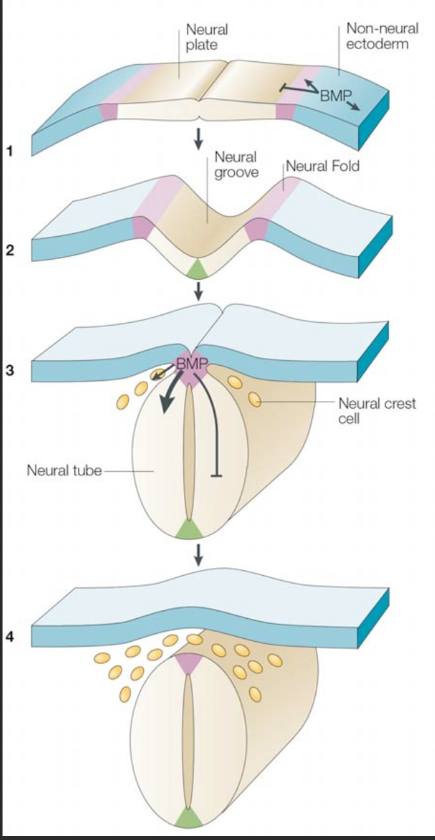 Neural
plate
Non-neural
ectoderm
BMP
1
Neural
groove
Neural Fold
2
BMP
3
Neural crest
cell
Neural tube
4